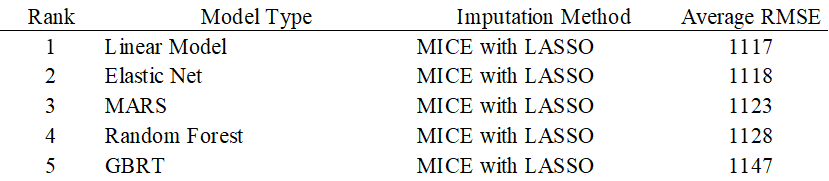 Rank Model Type Imputation Method Average RMSE
1 Linear Model MICE with LASSO 1117
2 Elastic Net MICE with LASSO 1118
3 MARS MICE with LASSO 1123
4 Random Forest MICE with LASSO 1128
5 GBRT MICE with LASSO 1147